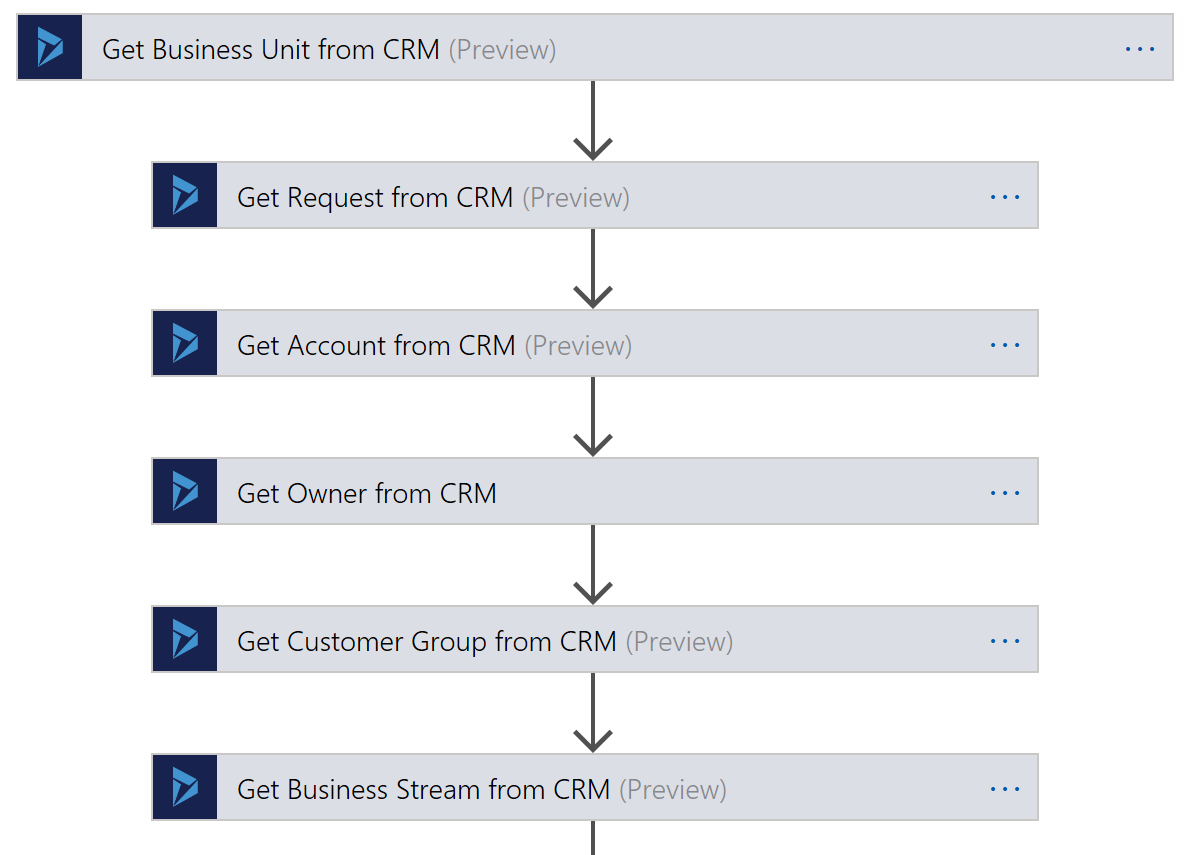 Get Business Unit from CRM (Preview)
Get Request from CRM (Preview)
Get Account from CRM (Preview)
Get Owner from CRM
Get Customer Group from CRM (Preview)
Get Business Stream from CRM (Preview)